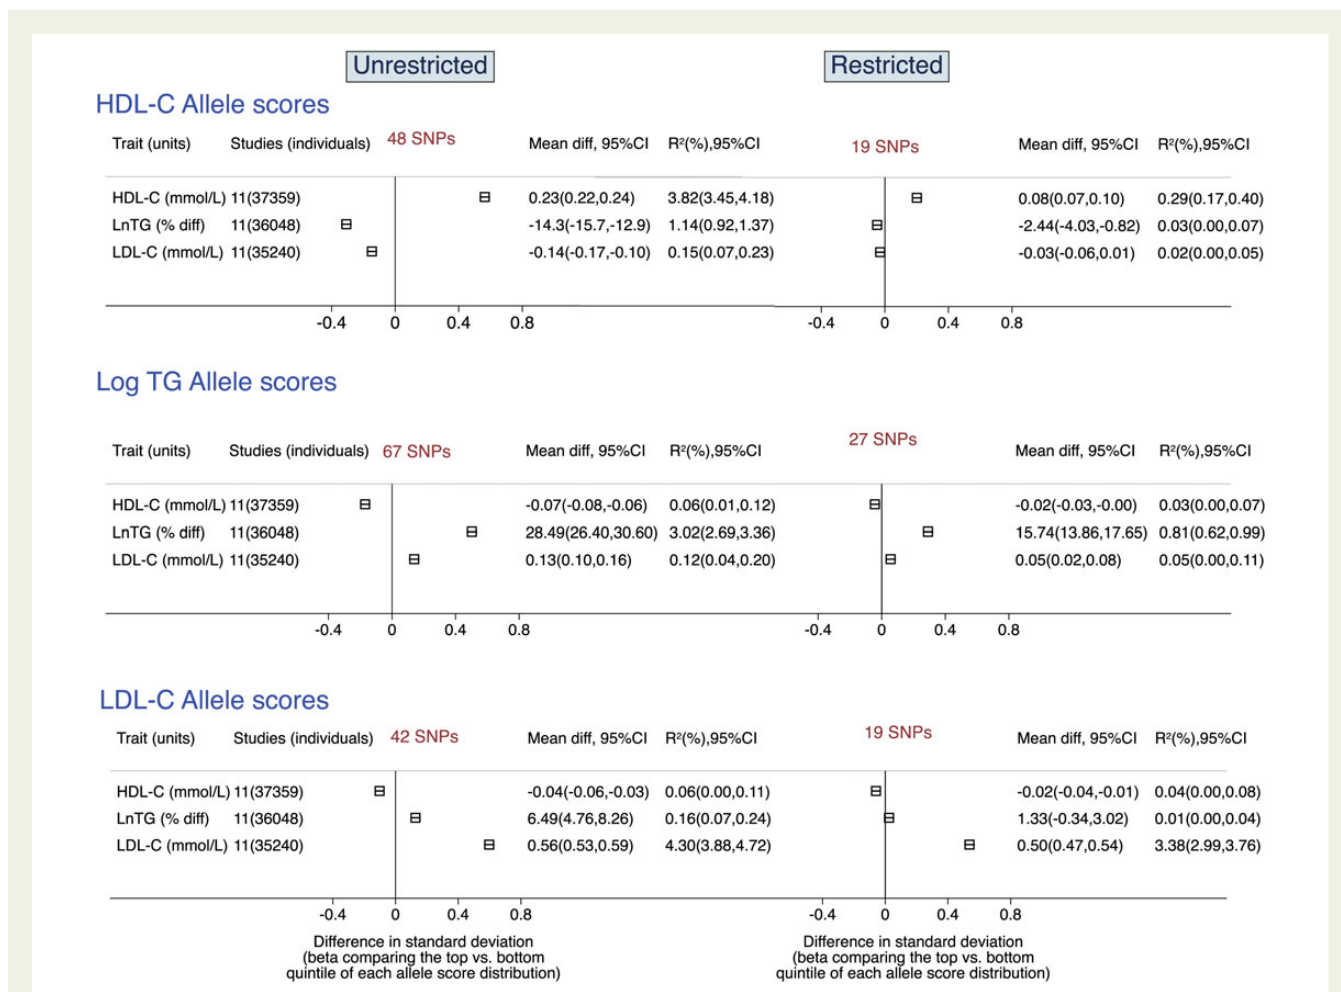 Unrestricted Restricted
HDL-C Allele scores
Trait (units) Studies (individuals) 48 SNPs Mean diff, 95%CI R²(%),95%CI 19 SNPs Mean diff, 95%CI R²(%),95%CI
HDL-C (mmol/L) 11(37359) 0.23(0.22,0.24) 3.82(3.45,4.18) 0.08(0.07,0.10) 0.29(0.17,0.40)
LnTG (% diff) 11(36048) -14.3(-15.7,-12.9) 1.14(0.92,1.37) -2.44(-4.03,-0.82) 0.03(0.00,0.07)
LDL-C (mmol/L) 11(35240) -0.14(-0.17,-0.10) 0.15(0.07,0.23) -0.03(-0.06,0.01) 0.02(0.00,0.05)
-0.4 0 0.4 0.8 -0.4 0 0.4 0.8
Log TG Allele scores
Trait (units) Studies (individuals) 67 SNPs Mean diff, 95%CI R²(%),95%CI 27 SNPs Mean diff, 95%CI R²(%),95%CI
HDL-C (mmol/L) 11(37359) -0.07(-0.08,-0.06) 0.06(0.01,0.12) -0.02(-0.03,-0.00) 0.03(0.00,0.07)
LnTG (% diff) 11(36048) 28.49(26.40,30.60) 3.02(2.69,3.36) 15.74(13.86,17.65) 0.81(0.62,0.99)
LDL-C (mmol/L) 11(35240) 0.13(0.10,0.16) 0.12(0.04,0.20) 0.05(0.02,0.08) 0.05(0.00,0.11)
-0.4 0 0.4 0.8 -0.4 0 0.4 0.8
LDL-C Allele scores
Trait (units) Studies (individuals) 42 SNPs Mean diff, 95%CI R²(%),95%CI 19 SNPs Mean diff, 95%CI R²(%),95%CI
HDL-C (mmol/L) 11(37359) -0.04(-0.06,-0.03) 0.06(0.00,0.11) -0.02(-0.04,-0.01) 0.04(0.00,0.08)
LnTG (% diff) 11(36048) 6.49(4.76,8.26) 0.16(0.07,0.24) 1.33(-0.34,3.02) 0.01(0.00,0.04)
LDL-C (mmol/L) 11(35240) 0.56(0.53,0.59) 4.30(3.88,4.72) 0.50(0.47,0.54) 3.38(2.99,3.76)
-0.4 0 0.4 0.8 -0.4 0 0.4 0.8
Difference in standard deviation
(beta comparing the top vs. bottom
quintile of each allele score distribution)
Difference in standard deviation
(beta comparing the top vs. bottom
quintile of each allele score distribution)